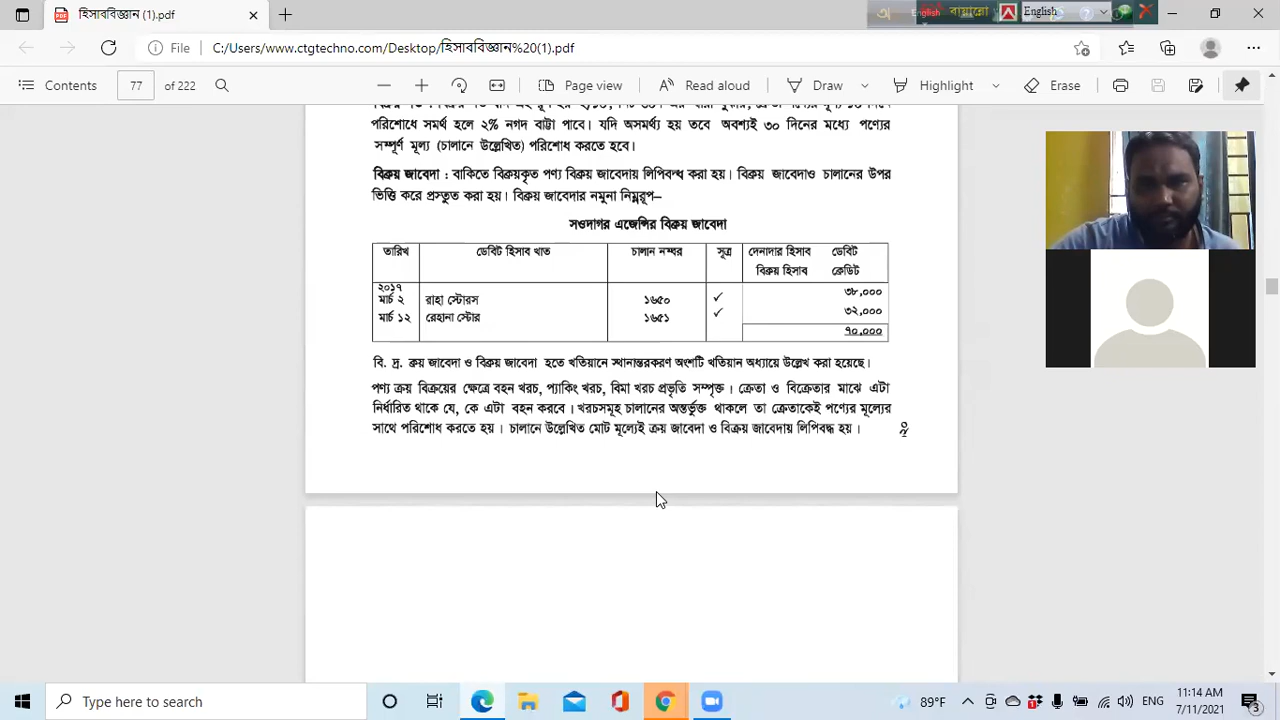 হিসাববিজ্ঞান (1).pdf
English
English
File
C:/Users/www.ctgtechno.com/Desktop/হিসাববিজ্ঞান%20(1).pdf
Contents
77
of 222
Page view
Read aloud
Draw
Highlight
Erase
পরিশোধে সমর্থ হলে ২% নগদ বাট্টা পাবে। যদি অসমর্থ্য হয় তবে অবশ্যই ৩০ দিনের মধ্যে পণ্যের
সম্পূর্ণ মূল্য (চালানে উল্লেখিত) পরিশোধ করতে হবে।
বিক্রয় জাবেদা : বাকিতে বিক্রয়কৃত পণ্য বিক্রয় জাবেদায় লিপিবদ্ধ করা হয়। বিক্রয় জাবেদাও চালানের উপর
ভিত্তি করে প্রস্তুত করা হয়। বিক্রয় জাবেদার নমুনা নিম্নরূপ–
সওদাগর এজেন্সির বিক্রয় জাবেদা
তারিখ ডেবিট হিসাব খাত চালান নম্বর সূত্র দেনাদার হিসাব ডেবিট
বিক্রয় হিসাব ক্রেডিট
২০১৭
মার্চ ২ রাহা স্টোরস ১৬৫০ ✓ ৩৮,০০০
মার্চ ১২ রেহানা স্টোর ১৬৫১ ✓ ৩২,০০০
৭০,০০০
বি. দ্র. ক্রয় জাবেদা ও বিক্রয় জাবেদা হতে খতিয়ানে স্থানান্তরকরণ অংশটি খতিয়ান অধ্যায়ে উল্লেখ করা হয়েছে।
পণ্য ক্রয় বিক্রয়ের ক্ষেত্রে বহন খরচ, প্যাকিং খরচ, বিমা খরচ প্রভৃতি সম্পৃক্ত। ক্রেতা ও বিক্রেতার মাঝে এটা
নির্ধারিত থাকে যে, কে এটা বহন করবে। খরচসমূহ চালানের অন্তর্ভুক্ত থাকলে তা ক্রেতাকেই পণ্যের মূল্যের
সাথে পরিশোধ করতে হয়। চালানে উল্লেখিত মোট মূল্যেই ক্রয় জাবেদা ও বিক্রয় জাবেদায় লিপিবদ্ধ হয়।
Type here to search
89°F
ENG
11:14 AM
7/11/2021
3